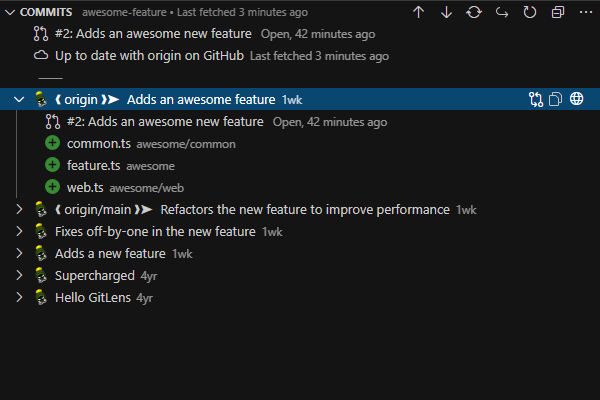 COMMITS awesome-feature • Last fetched 3 minutes ago
#2: Adds an awesome new feature Open, 42 minutes ago
Up to date with origin on GitHub Last fetched 3 minutes ago
❰ origin ❱➤ Adds an awesome feature 1wk
#2: Adds an awesome new feature Open, 42 minutes ago
common.ts awesome/common
feature.ts awesome
web.ts awesome/web
❰ origin/main ❱➤ Refactors the new feature to improve performance 1wk
Fixes off-by-one in the new feature 1wk
Adds a new feature 1wk
Supercharged 4yr
Hello GitLens 4yr